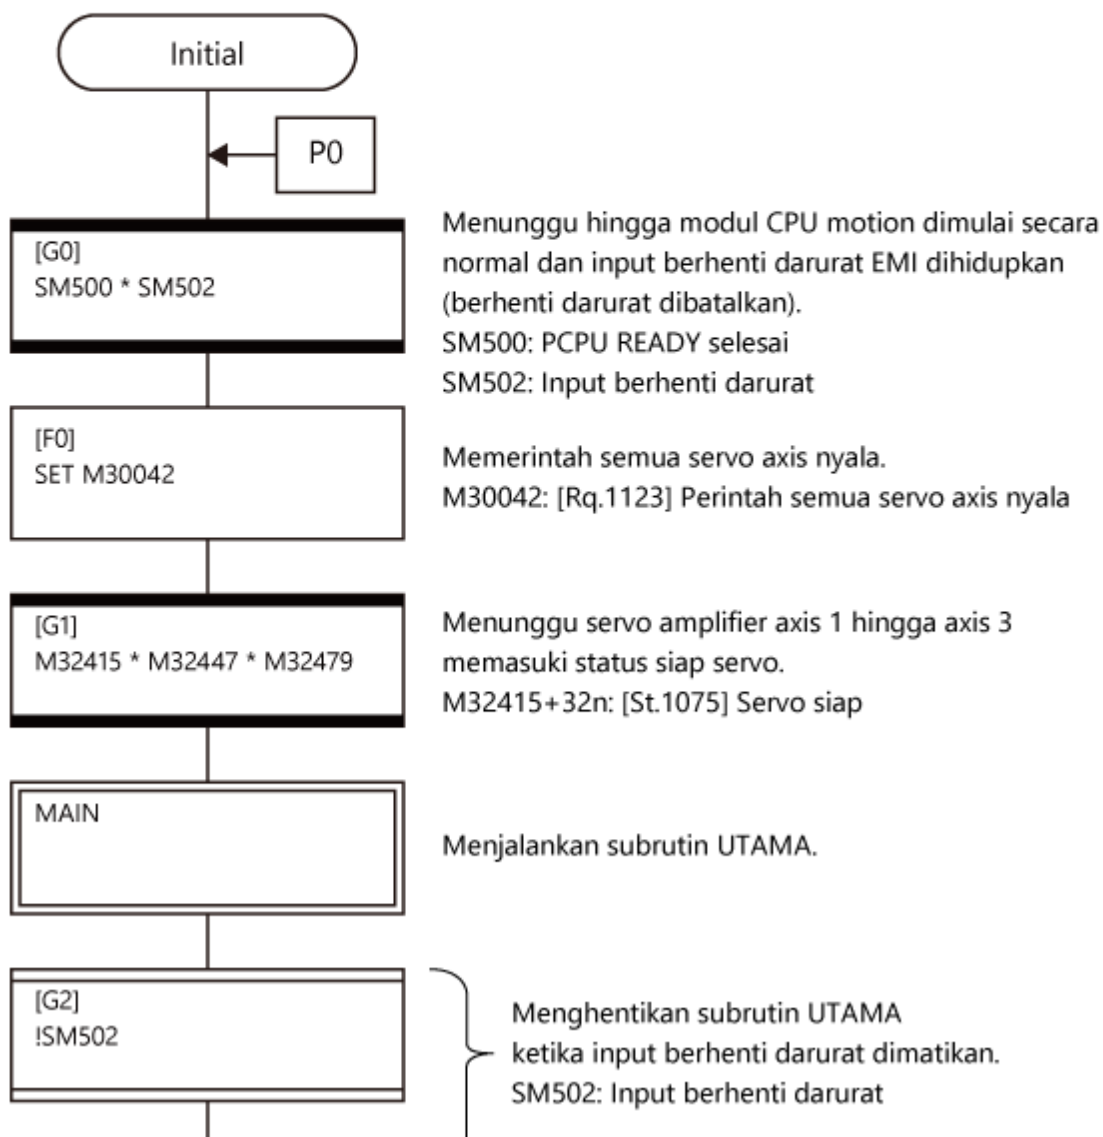 Initial
P0
[G0]
SM500 * SM502
Menunggu hingga modul CPU motion dimulai secara
normal dan input berhenti darurat EMI dihidupkan
(berhenti darurat dibatalkan).
SM500: PCPU READY selesai
SM502: Input berhenti darurat
[F0]
SET M30042
Memerintah semua servo axis nyala.
M30042: [Rq.1123] Perintah semua servo axis nyala
[G1]
M32415 * M32447 * M32479
Menunggu servo amplifier axis 1 hingga axis 3
memasuki status siap servo.
M32415+32n: [St.1075] Servo siap
MAIN
Menjalankan subrutin UTAMA.
[G2]
!SM502
Menghentikan subrutin UTAMA
ketika input berhenti darurat dimatikan.
SM502: Input berhenti darurat